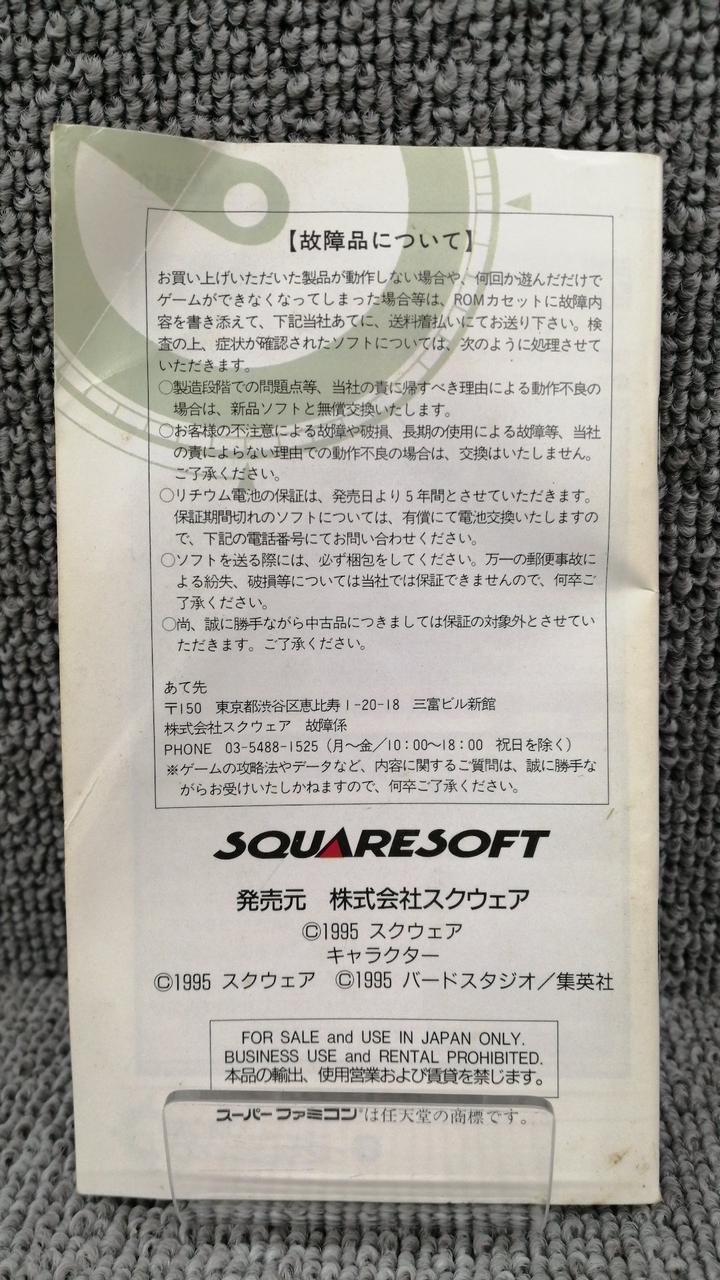 【故障品について】
お買い上げいただいた製品が動作しない場合や、何回か遊んだだけで
ゲームができなくなってしまった場合等は、ROMカセットに故障内
容を書き添えて、下記当社あてに、送料着払いにてお送り下さい。検
査の上、症状が確認されたソフトについては、次のように処理させて
いただきます。
○製造段階での問題点等、当社の責に帰すべき理由による動作不良の
場合は、新品ソフトと無償交換いたします。
○お客様の不注意による故障や破損、長期の使用による故障等、当社
の責によらない理由での動作不良の場合は、交換はいたしません。
ご了承ください。
○リチウム電池の保証は、発売日より5年間とさせていただきます。
保証期間切れのソフトについては、有償にて電池交換いたしますの
で、下記の電話番号にてお問い合わせください。
○ソフトを送る際には、必ず梱包をしてください。万一の郵便事故に
よる紛失、破損等については当社では保証できませんので、何卒ご
了承ください。
○尚、誠に勝手ながら中古品につきましては保証の対象外とさせてい
ただきます。ご了承ください。
あて先
〒150 東京都渋谷区恵比寿1-20-18 三富ビル新館
株式会社スクウェア 故障係
PHONE 03-5488-1525（月〜金／10：00〜18：00 祝日を除く）
※ゲームの攻略法やデータなど、内容に関するご質問は、誠に勝手な
がらお受けいたしかねますので、何卒ご了承ください。
SQUARESOFT
発売元 株式会社スクウェア
©1995 スクウェア
キャラクター
©1995 スクウェア ©1995 バードスタジオ／集英社
FOR SALE and USE IN JAPAN ONLY.
BUSINESS USE and RENTAL PROHIBITED.
本品の輸出、使用営業および賃貸を禁じます。
スーパーファミコン®は任天堂の商標です。